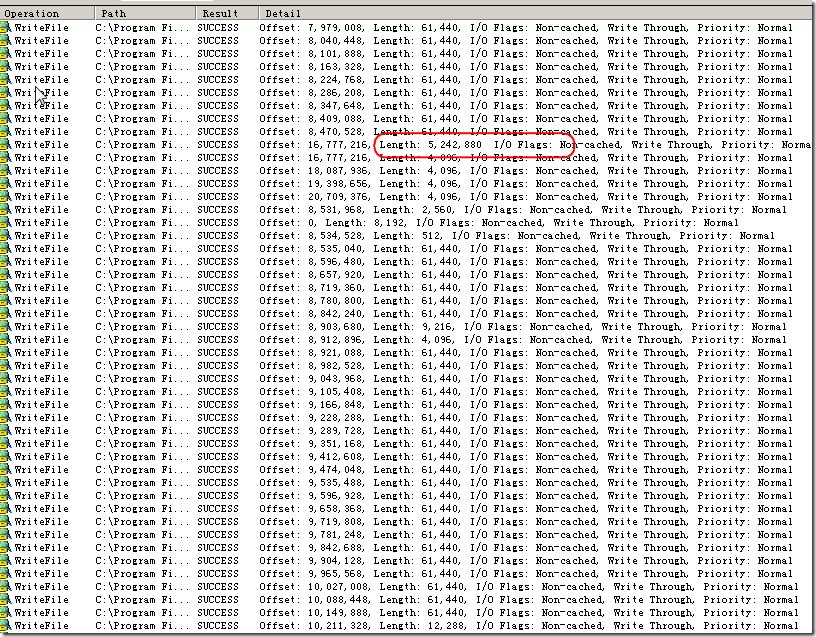 Operation Path Result Detail
WriteFile C:\Program Fi... SUCCESS Offset: 7,979,008, Length: 61,440, I/O Flags: Non-cached, Write Through, Priority: Normal
WriteFile C:\Program Fi... SUCCESS Offset: 8,040,448, Length: 61,440, I/O Flags: Non-cached, Write Through, Priority: Normal
WriteFile C:\Program Fi... SUCCESS Offset: 8,101,888, Length: 61,440, I/O Flags: Non-cached, Write Through, Priority: Normal
WriteFile C:\Program Fi... SUCCESS Offset: 8,163,328, Length: 61,440, I/O Flags: Non-cached, Write Through, Priority: Normal
WriteFile C:\Program Fi... SUCCESS Offset: 8,224,768, Length: 61,440, I/O Flags: Non-cached, Write Through, Priority: Normal
WriteFile C:\Program Fi... SUCCESS Offset: 8,286,208, Length: 61,440, I/O Flags: Non-cached, Write Through, Priority: Normal
WriteFile C:\Program Fi... SUCCESS Offset: 8,347,648, Length: 61,440, I/O Flags: Non-cached, Write Through, Priority: Normal
WriteFile C:\Program Fi... SUCCESS Offset: 8,409,088, Length: 61,440, I/O Flags: Non-cached, Write Through, Priority: Normal
WriteFile C:\Program Fi... SUCCESS Offset: 8,470,528, Length: 61,440, I/O Flags: Non-cached, Write Through, Priority: Normal
WriteFile C:\Program Fi... SUCCESS Offset: 16,777,216, Length: 5,242,880 I/O Flags: Non-cached, Write Through, Priority: Norma
WriteFile C:\Program Fi... SUCCESS Offset: 16,777,216, Length: 4,096, I/O Flags: Non-cached, Write Through, Priority: Normal
WriteFile C:\Program Fi... SUCCESS Offset: 18,087,936, Length: 4,096, I/O Flags: Non-cached, Write Through, Priority: Normal
WriteFile C:\Program Fi... SUCCESS Offset: 19,398,656, Length: 4,096, I/O Flags: Non-cached, Write Through, Priority: Normal
WriteFile C:\Program Fi... SUCCESS Offset: 20,709,376, Length: 4,096, I/O Flags: Non-cached, Write Through, Priority: Normal
WriteFile C:\Program Fi... SUCCESS Offset: 8,531,968, Length: 2,560, I/O Flags: Non-cached, Write Through, Priority: Normal
WriteFile C:\Program Fi... SUCCESS Offset: 0, Length: 8,192, I/O Flags: Non-cached, Write Through, Priority: Normal
WriteFile C:\Program Fi... SUCCESS Offset: 8,534,528, Length: 512, I/O Flags: Non-cached, Write Through, Priority: Normal
WriteFile C:\Program Fi... SUCCESS Offset: 8,535,040, Length: 61,440, I/O Flags: Non-cached, Write Through, Priority: Normal
WriteFile C:\Program Fi... SUCCESS Offset: 8,596,480, Length: 61,440, I/O Flags: Non-cached, Write Through, Priority: Normal
WriteFile C:\Program Fi... SUCCESS Offset: 8,657,920, Length: 61,440, I/O Flags: Non-cached, Write Through, Priority: Normal
WriteFile C:\Program Fi... SUCCESS Offset: 8,719,360, Length: 61,440, I/O Flags: Non-cached, Write Through, Priority: Normal
WriteFile C:\Program Fi... SUCCESS Offset: 8,780,800, Length: 61,440, I/O Flags: Non-cached, Write Through, Priority: Normal
WriteFile C:\Program Fi... SUCCESS Offset: 8,842,240, Length: 61,440, I/O Flags: Non-cached, Write Through, Priority: Normal
WriteFile C:\Program Fi... SUCCESS Offset: 8,903,680, Length: 9,216, I/O Flags: Non-cached, Write Through, Priority: Normal
WriteFile C:\Program Fi... SUCCESS Offset: 8,912,896, Length: 4,096, I/O Flags: Non-cached, Write Through, Priority: Normal
WriteFile C:\Program Fi... SUCCESS Offset: 8,921,088, Length: 61,440, I/O Flags: Non-cached, Write Through, Priority: Normal
WriteFile C:\Program Fi... SUCCESS Offset: 8,982,528, Length: 61,440, I/O Flags: Non-cached, Write Through, Priority: Normal
WriteFile C:\Program Fi... SUCCESS Offset: 9,043,968, Length: 61,440, I/O Flags: Non-cached, Write Through, Priority: Normal
WriteFile C:\Program Fi... SUCCESS Offset: 9,105,408, Length: 61,440, I/O Flags: Non-cached, Write Through, Priority: Normal
WriteFile C:\Program Fi... SUCCESS Offset: 9,166,848, Length: 61,440, I/O Flags: Non-cached, Write Through, Priority: Normal
WriteFile C:\Program Fi... SUCCESS Offset: 9,228,288, Length: 61,440, I/O Flags: Non-cached, Write Through, Priority: Normal
WriteFile C:\Program Fi... SUCCESS Offset: 9,289,728, Length: 61,440, I/O Flags: Non-cached, Write Through, Priority: Normal
WriteFile C:\Program Fi... SUCCESS Offset: 9,351,168, Length: 61,440, I/O Flags: Non-cached, Write Through, Priority: Normal
WriteFile C:\Program Fi... SUCCESS Offset: 9,412,608, Length: 61,440, I/O Flags: Non-cached, Write Through, Priority: Normal
WriteFile C:\Program Fi... SUCCESS Offset: 9,474,048, Length: 61,440, I/O Flags: Non-cached, Write Through, Priority: Normal
WriteFile C:\Program Fi... SUCCESS Offset: 9,535,488, Length: 61,440, I/O Flags: Non-cached, Write Through, Priority: Normal
WriteFile C:\Program Fi... SUCCESS Offset: 9,596,928, Length: 61,440, I/O Flags: Non-cached, Write Through, Priority: Normal
WriteFile C:\Program Fi... SUCCESS Offset: 9,658,368, Length: 61,440, I/O Flags: Non-cached, Write Through, Priority: Normal
WriteFile C:\Program Fi... SUCCESS Offset: 9,719,808, Length: 61,440, I/O Flags: Non-cached, Write Through, Priority: Normal
WriteFile C:\Program Fi... SUCCESS Offset: 9,781,248, Length: 61,440, I/O Flags: Non-cached, Write Through, Priority: Normal
WriteFile C:\Program Fi... SUCCESS Offset: 9,842,688, Length: 61,440, I/O Flags: Non-cached, Write Through, Priority: Normal
WriteFile C:\Program Fi... SUCCESS Offset: 9,904,128, Length: 61,440, I/O Flags: Non-cached, Write Through, Priority: Normal
WriteFile C:\Program Fi... SUCCESS Offset: 9,965,568, Length: 61,440, I/O Flags: Non-cached, Write Through, Priority: Normal
WriteFile C:\Program Fi... SUCCESS Offset: 10,027,008, Length: 61,440, I/O Flags: Non-cached, Write Through, Priority: Normal
WriteFile C:\Program Fi... SUCCESS Offset: 10,088,448, Length: 61,440, I/O Flags: Non-cached, Write Through, Priority: Normal
WriteFile C:\Program Fi... SUCCESS Offset: 10,149,888, Length: 61,440, I/O Flags: Non-cached, Write Through, Priority: Normal
WriteFile C:\Program Fi... SUCCESS Offset: 10,211,328, Length: 12,288, I/O Flags: Non-cached, Write Through, Priority: Normal